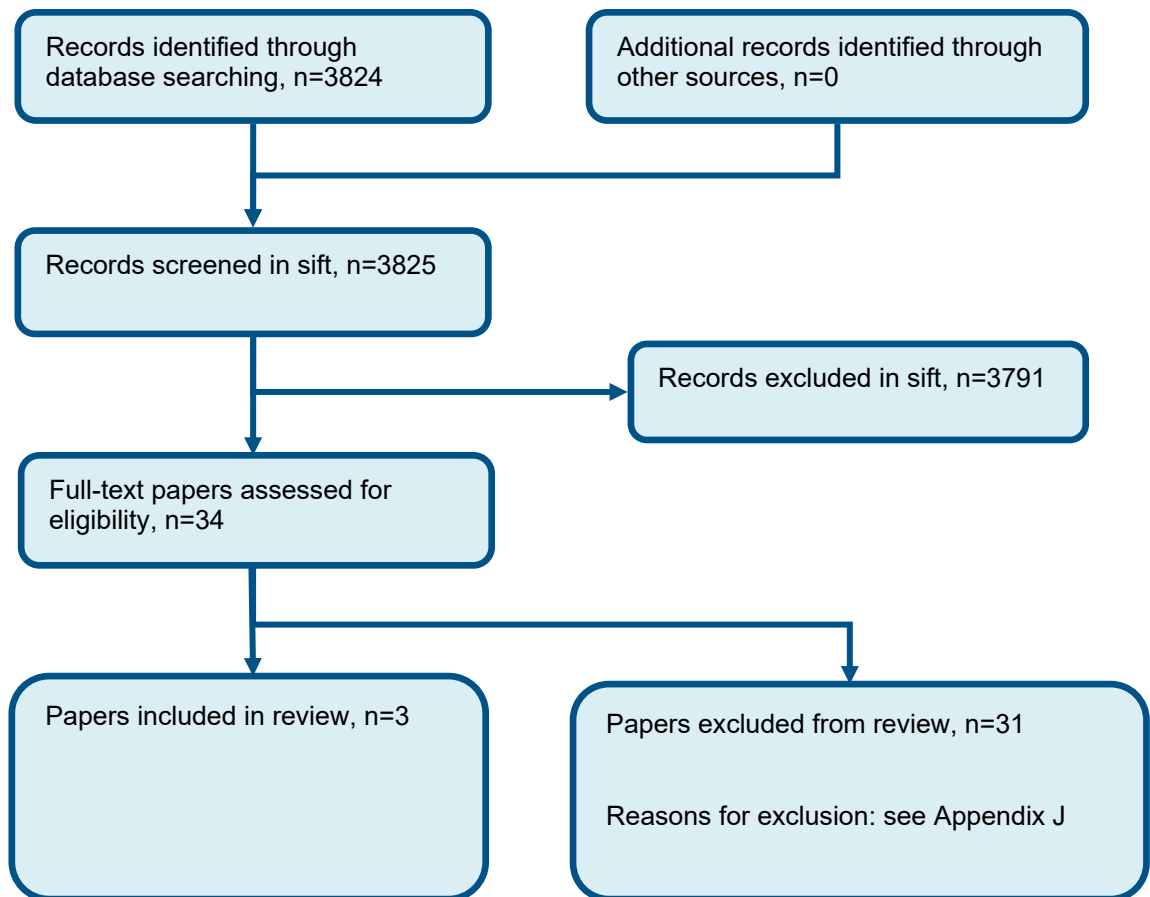 Records identified through
database searching, n=3824
Additional records identified through
other sources, n=0
Records screened in sift, n=3825
Records excluded in sift, n=3791
Full-text papers assessed for
eligibility, n=34
Papers included in review, n=3
Papers excluded from review, n=31
Reasons for exclusion: see Appendix J